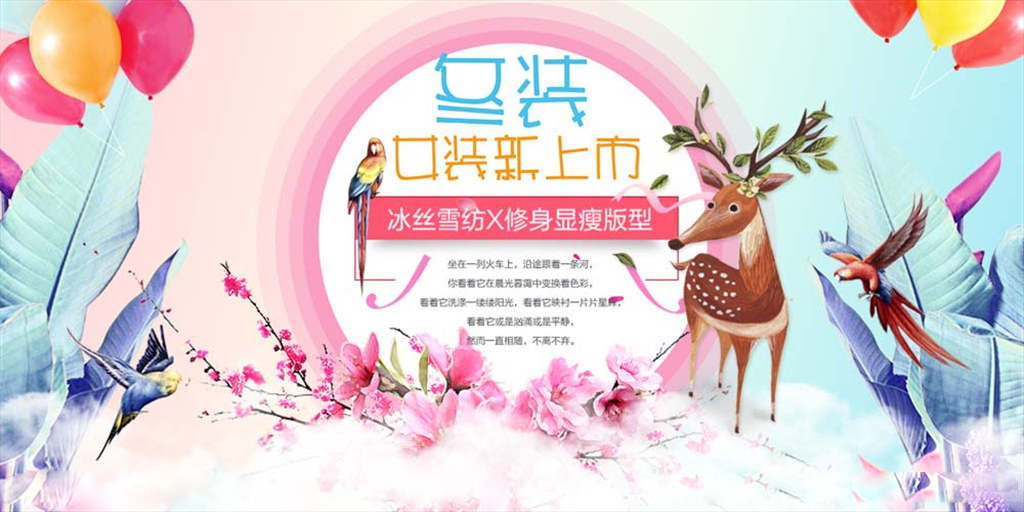 冬装
女装新上市
冰丝雪纺X修身显瘦版型
坐在一列火车上，沿途跟着一条河，
你看着它在晨光暮霭中变换着色彩，
看着它洗涤一缕缕阳光，看着它映衬一片片星辉，
看着它或是汹涌或是平静，
然而一直相随，不离不弃。